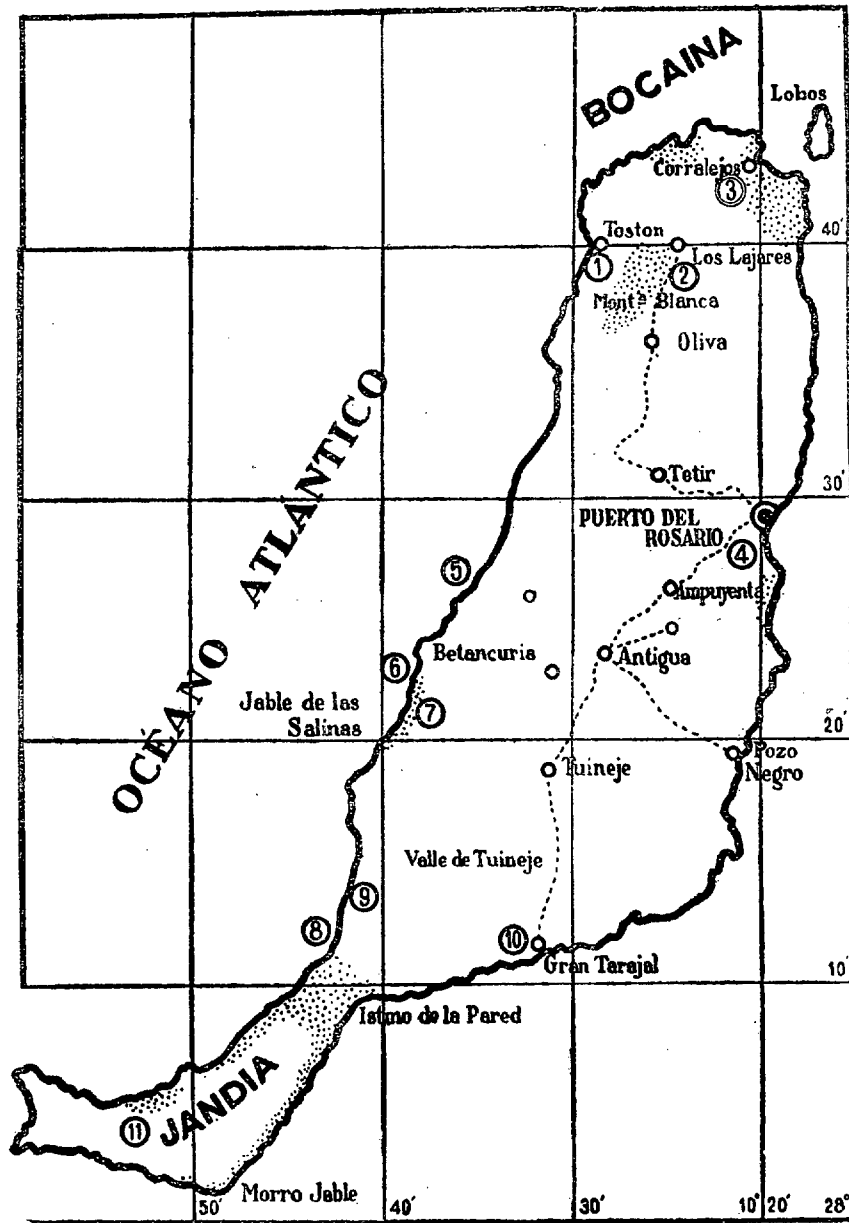 BOCAINA
Lobos
Corralejos
3
Toston
40'
1
2
Los Lajares
Montª Blanca
Oliva
OCÉANO ATLÁNTICO
Tetir
30'
PUERTO DEL
ROSARIO
4
5
Ampuyenta
6
Betancuria
Antigua
Jable de las
Salinas
7
20'
Pozo
Negro
Tuineje
Valle de Tuineje
9
8
10
Gran Tarajal
10'
Istmo de la Pared
JANDIA
11
Morro Jable
50'
40'
30'
10° 20'
28°